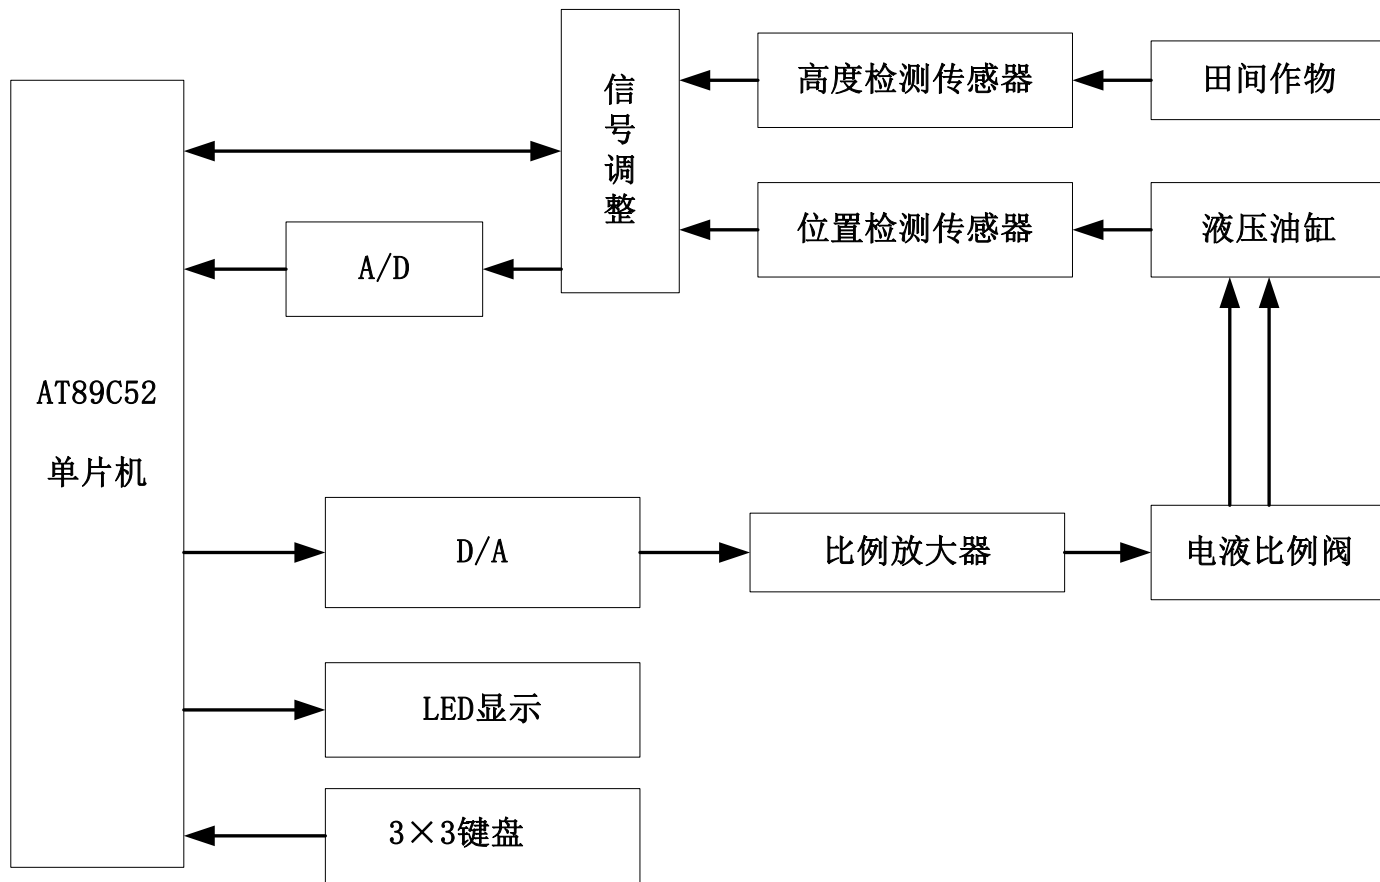 高度检测传感器
田间作物
信
号
调
整
位置检测传感器
液压油缸
A/D
AT89C52
单片机
D/A
比例放大器
电液比例阀
LED显示
3×3键盘